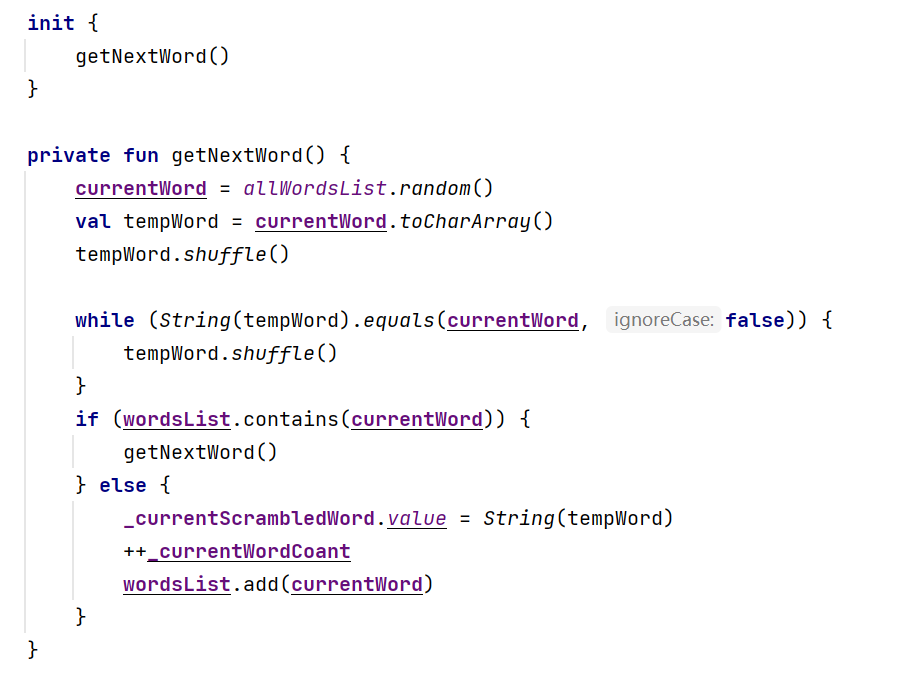 init {
    getNextWord()
}
private fun getNextWord() {
    currentWord = allWordsList.random()
    val tempWord = currentWord.toCharArray()
    tempWord.shuffle()
    while (String(tempWord).equals(currentWord, ignoreCase: false)) {
        tempWord.shuffle()
    }
    if (wordsList.contains(currentWord)) {
        getNextWord()
    } else {
        _currentScrambledWord.value = String(tempWord)
        ++_currentWordCoant
        wordsList.add(currentWord)
    }
}